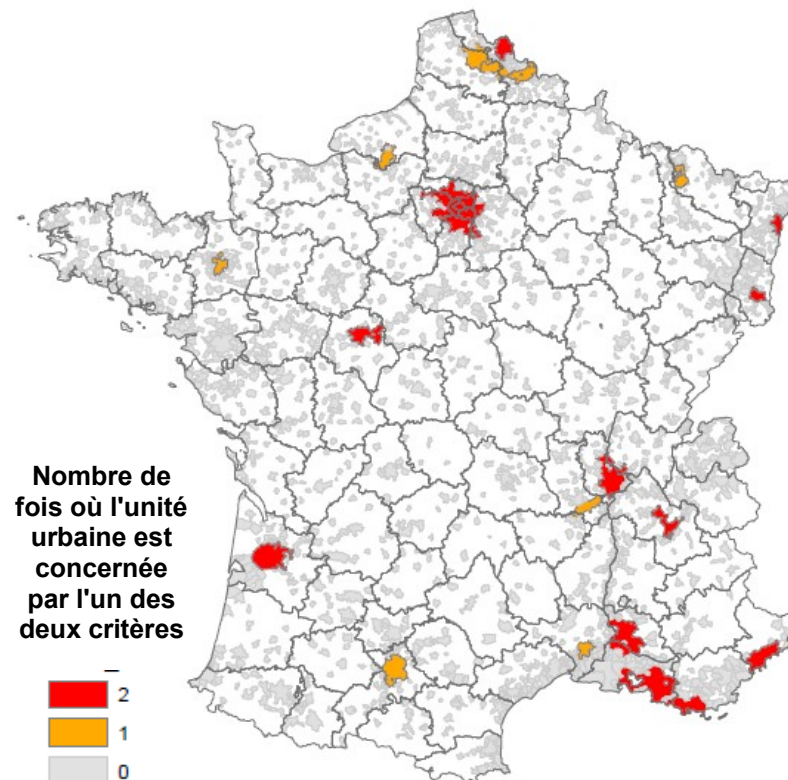 Nombre de
fois où l'unité
urbaine est
concernée
par l'un des
deux critères
2
1
0